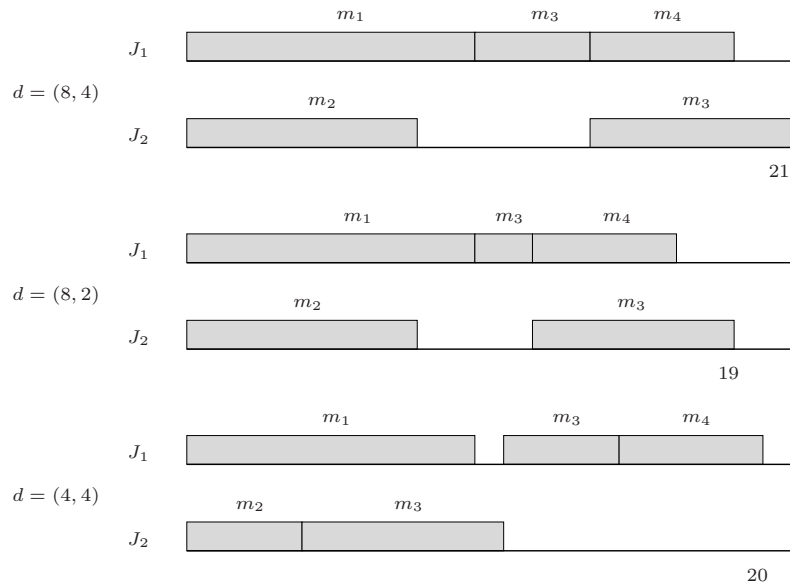 m₁ m₃ m₄
J₁
d = (8, 4)
m₂ m₃
J₂
21
m₁ m₃ m₄
J₁
d = (8, 2)
m₂ m₃
J₂
19
m₁ m₃ m₄
J₁
d = (4, 4)
m₂ m₃
J₂
20